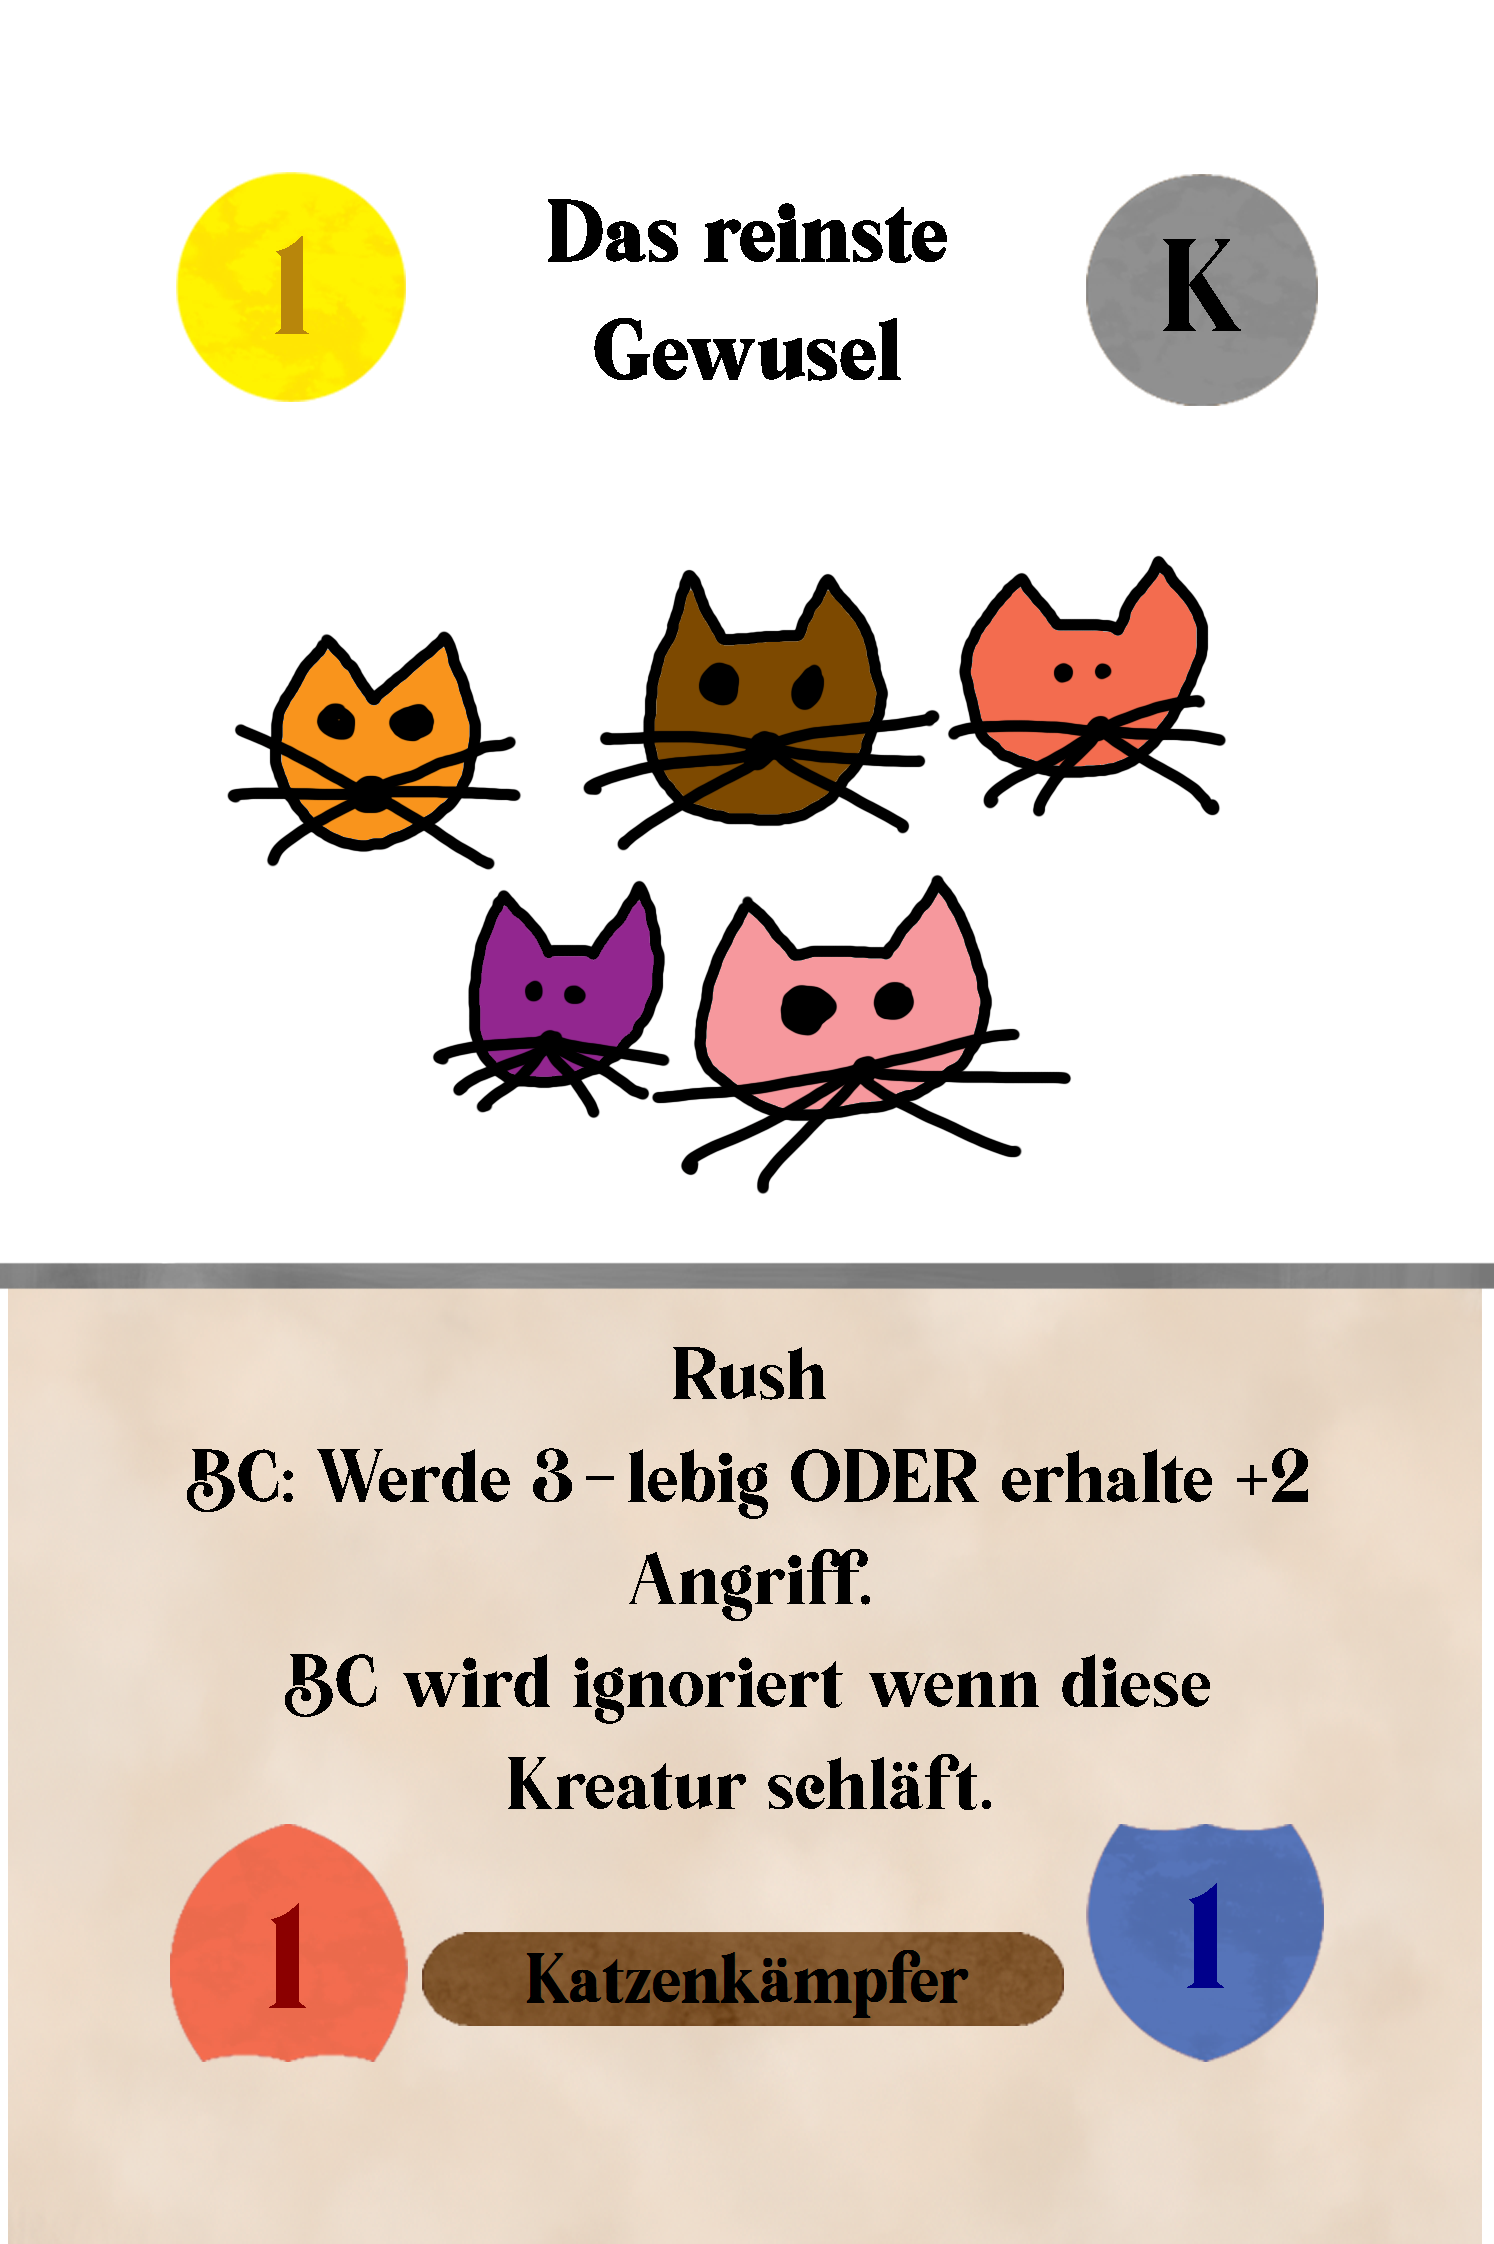 1
Das reinste
Gewusel
K
Rush
BC: Werde 3-lebig ODER erhalte +2
Angriff.
BC wird ignoriert wenn diese
Kreatur schläft.
1
Katzenkämpfer
1